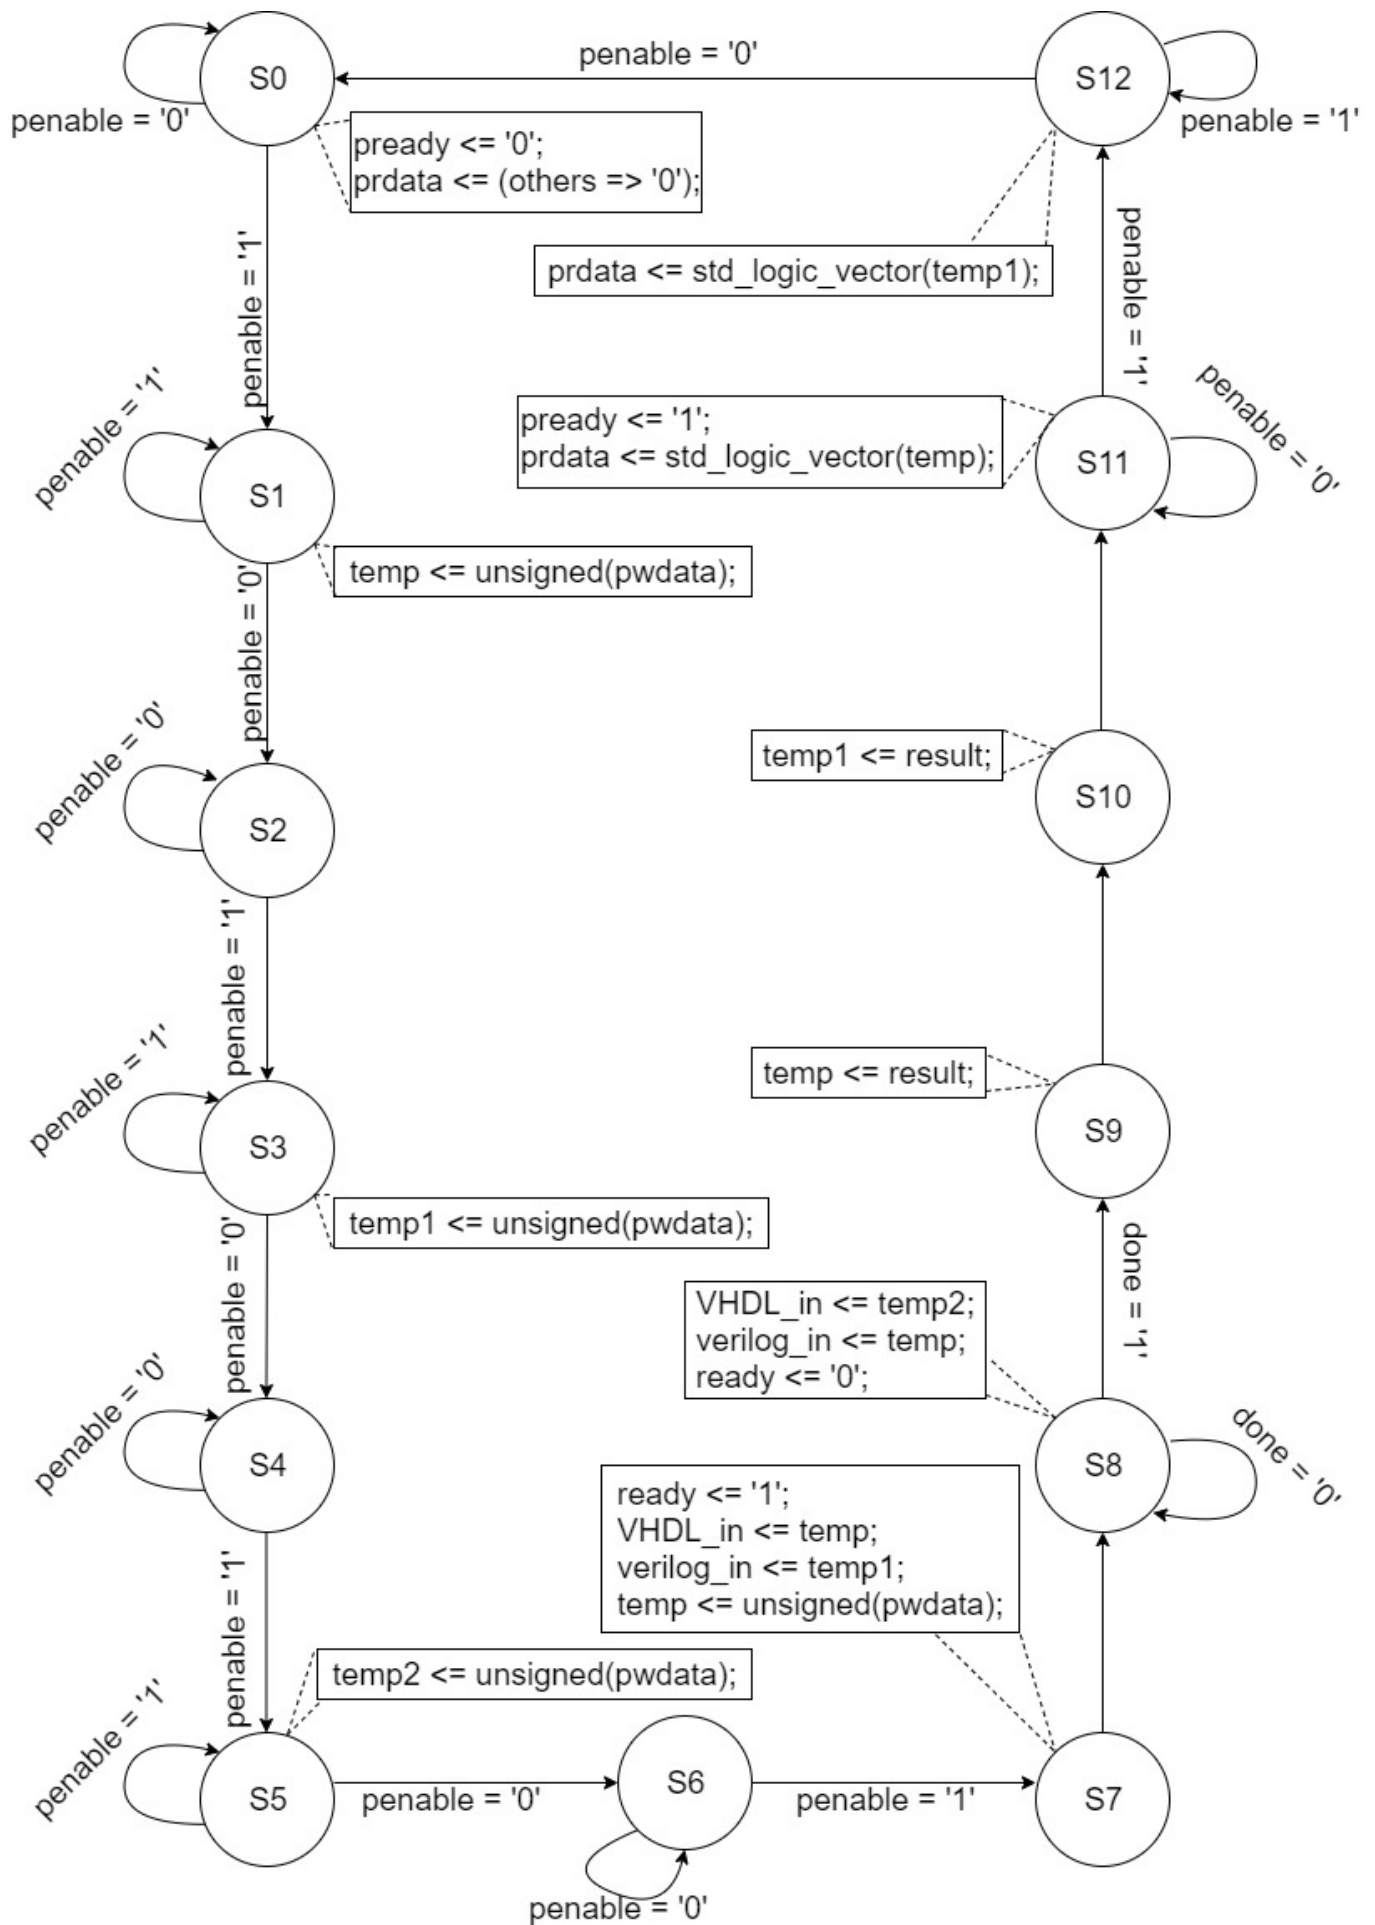 penable = '0'
S0
S12
penable = '0'
penable = '1'
pready <= '0';
prdata <= (others => '0');
penable = '1'
prdata <= std_logic_vector(temp1);
penable = '1'
penable = '1'
pready <= '1';
prdata <= std_logic_vector(temp);
penable = '0'
S1
S11
temp <= unsigned(pwdata);
penable = '0'
penable = '0'
temp1 <= result;
S2
S10
penable = '1'
penable = '1'
temp <= result;
S3
S9
temp1 <= unsigned(pwdata);
penable = '0'
done = '1'
VHDL_in <= temp2;
verilog_in <= temp;
ready <= '0';
penable = '0'
S4
S8
done = '0'
ready <= '1';
VHDL_in <= temp;
verilog_in <= temp1;
temp <= unsigned(pwdata);
penable = '1'
temp2 <= unsigned(pwdata);
penable = '1'
S5
S6
S7
penable = '0'
penable = '1'
penable = '0'